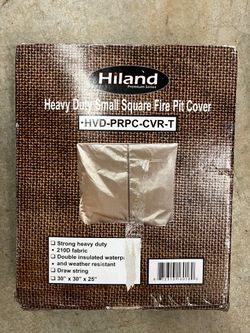 Hiland
Premium Series
Heavy Duty Small Square Fire Pit Cover
HVD-PRPC-CVR-T
Strong heavy duty
210D fabric
Double insulated waterp
and weather resistant
Draw string
30" x 30" x 25"